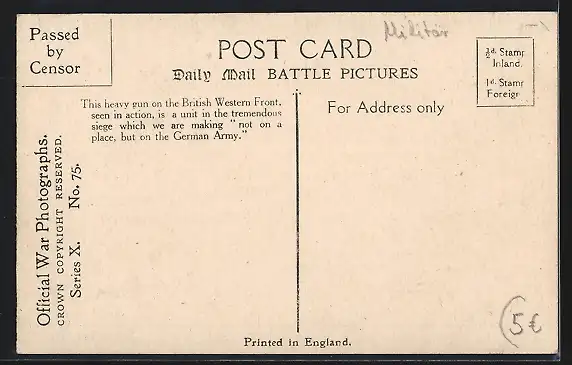 Passed
by
Censor
Militär
POST CARD
Daily Mail BATTLE PICTURES
½d. Stamp
Inland.
1d. Stamp
Foreign
This heavy gun on the British Western Front,
seen in action, is a unit in the tremendous
siege which we are making "not on a
place, but on the German Army."
For Address only
Official War Photographs.
CROWN COPYRIGHT RESERVED.
Series X. No. 75.
5€
Printed in England.